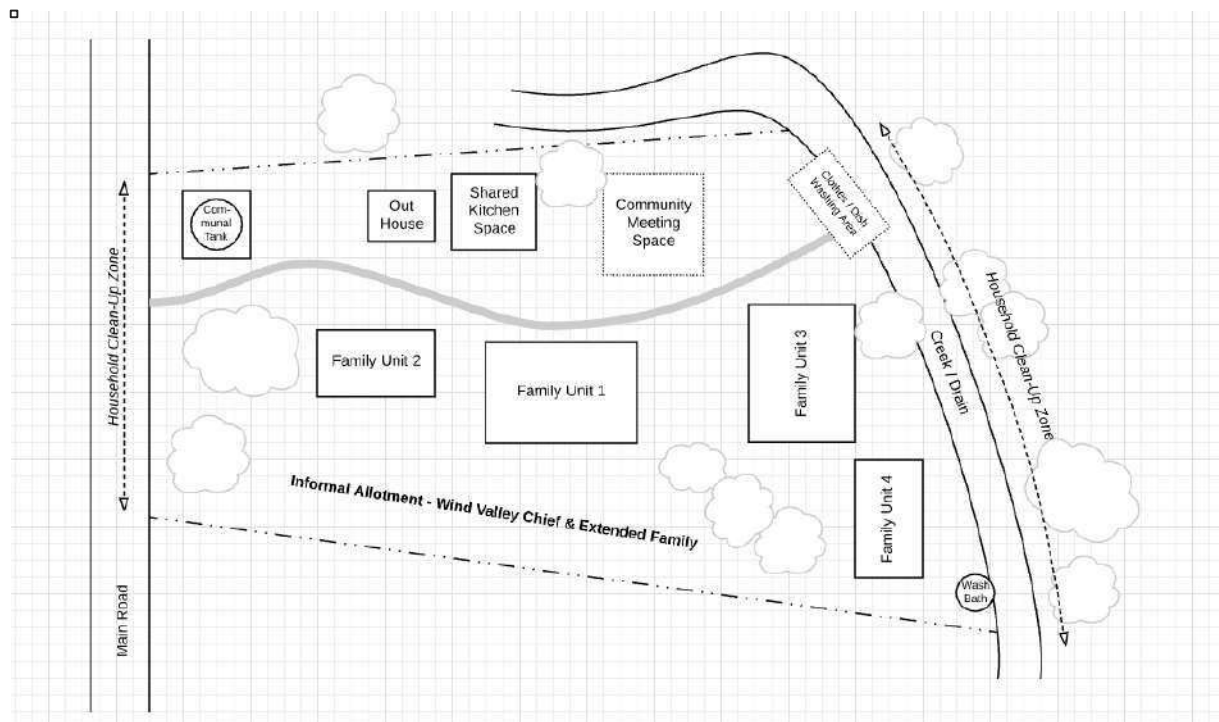 Com-
munal
Tank
Out
House
Shared
Kitchen
Space
Community
Meeting
Space
Clothes / Dish
Washing Area
Household Clean-Up Zone
Household Clean-Up Zone
Family Unit 2
Family Unit 1
Family Unit 3
Creek / Drain
Family Unit 4
Informal Allotment - Wind Valley Chief & Extended Family
Wash
Bath
Main Road